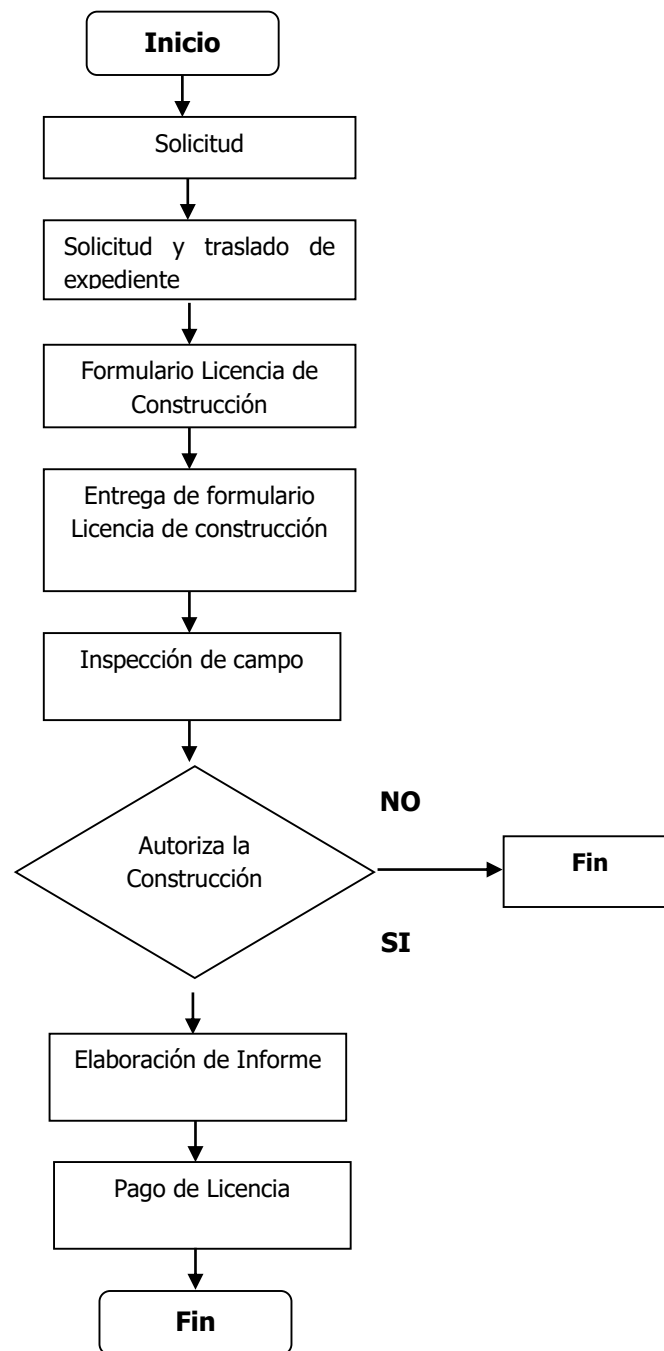 Inicio
Solicitud
Solicitud y traslado de
expediente
Formulario Licencia de
Construcción
Entrega de formulario
Licencia de construcción
Inspección de campo
NO
Autoriza la
Construcción
Fin
SI
Elaboración de Informe
Pago de Licencia
Fin